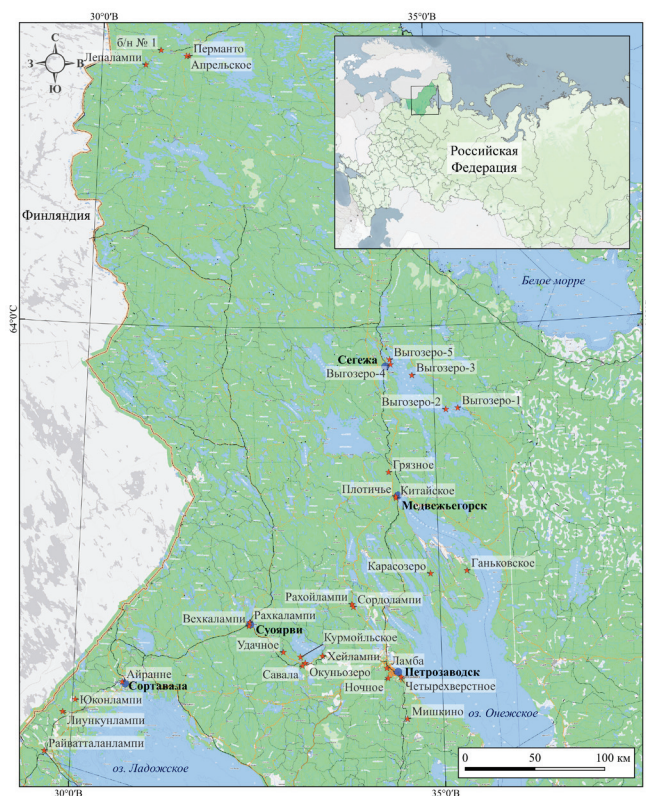 30°0'В
35°0'В
С
З
В
Ю
б/н № 1
Перманто
Лепалампи
Апрельское
Российская
Федерация
Финляндия
Белое морре
64°0'С
Сегежа
Выгозеро-5
Выгозеро-4
Выгозеро-3
Выгозеро-2
Выгозеро-1
Грязное
Плотичье
Китайское
Медвежьегорск
Карасозеро
Ганьковское
Рахойлампи
Сордолампи
Вехкалампи
Рахкалампи
Суоярви
Курмойльское
Удачное
Хейлампи
Ламба
Савала
Окуньозеро
Петрозаводск
Ночное
Четырехверстное
Айранне
Сортавала
Юконлампи
Лиункунлампи
оз. Онежское
Мишкино
Райватталанлампи
оз. Ладожское
0
50
100 км
30°0'В
35°0'В